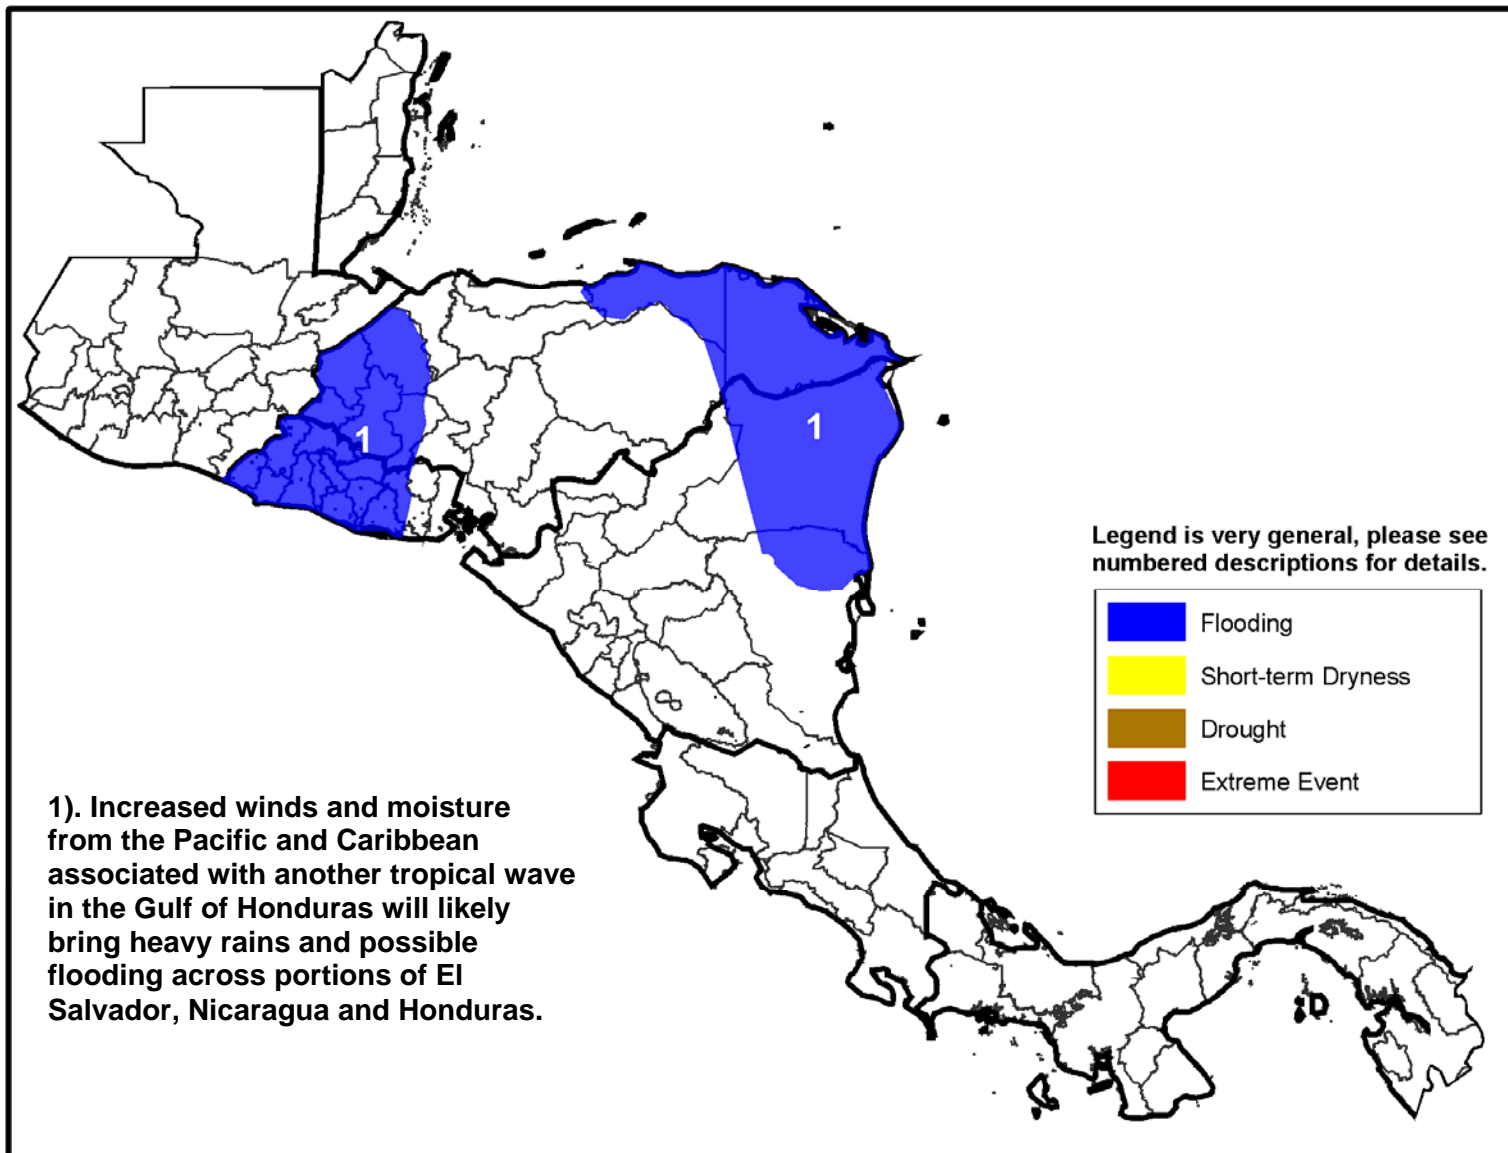 1
1
Legend is very general, please see
numbered descriptions for details.
Flooding
Short-term Dryness
Drought
Extreme Event
1). Increased winds and moisture
from the Pacific and Caribbean
associated with another tropical wave
in the Gulf of Honduras will likely
bring heavy rains and possible
flooding across portions of El
Salvador, Nicaragua and Honduras.